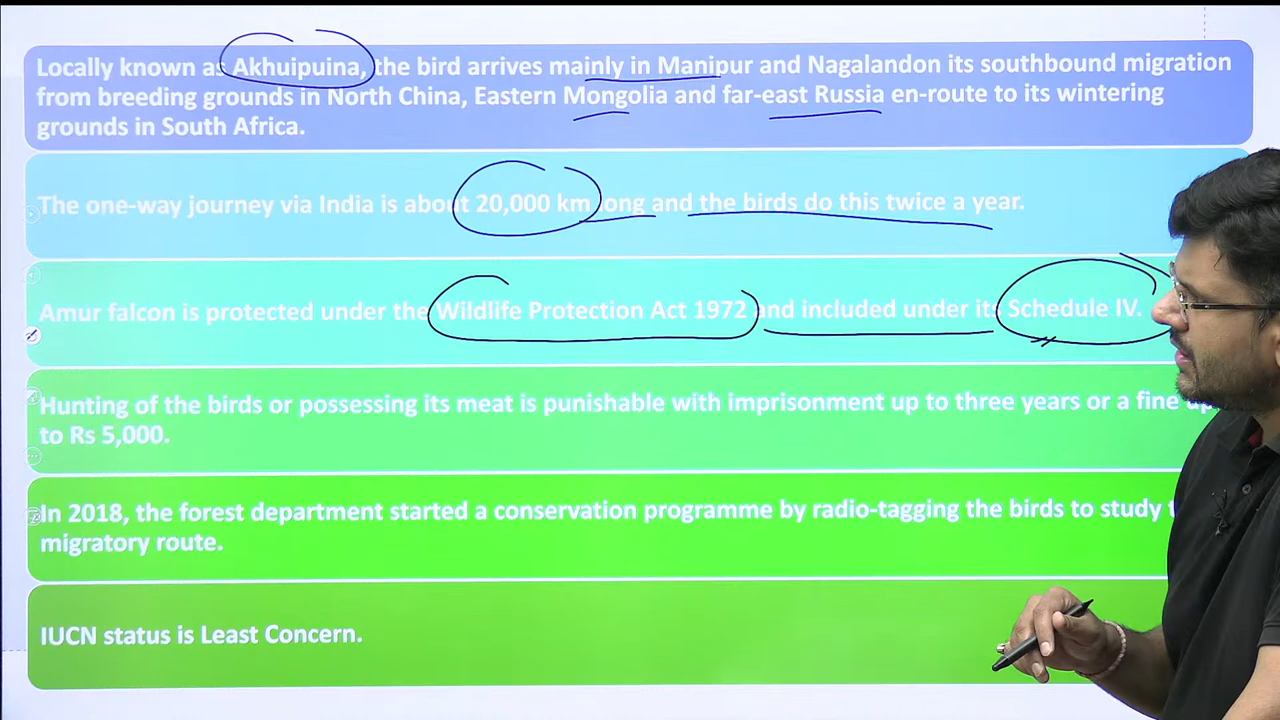 Locally known as Akhuipuina, the bird arrives mainly in Manipur and Nagalandon its southbound migration
from breeding grounds in North China, Eastern Mongolia and far-east Russia en-route to its wintering
grounds in South Africa.
The one-way journey via India is about 20,000 km long and the birds do this twice a year.
Amur falcon is protected under the Wildlife Protection Act 1972 and included under its Schedule IV.
Hunting of the birds or possessing its meat is punishable with imprisonment up to three years or a fine up
to Rs 5,000.
In 2018, the forest department started a conservation programme by radio-tagging the birds to study
migratory route.
IUCN status is Least Concern.